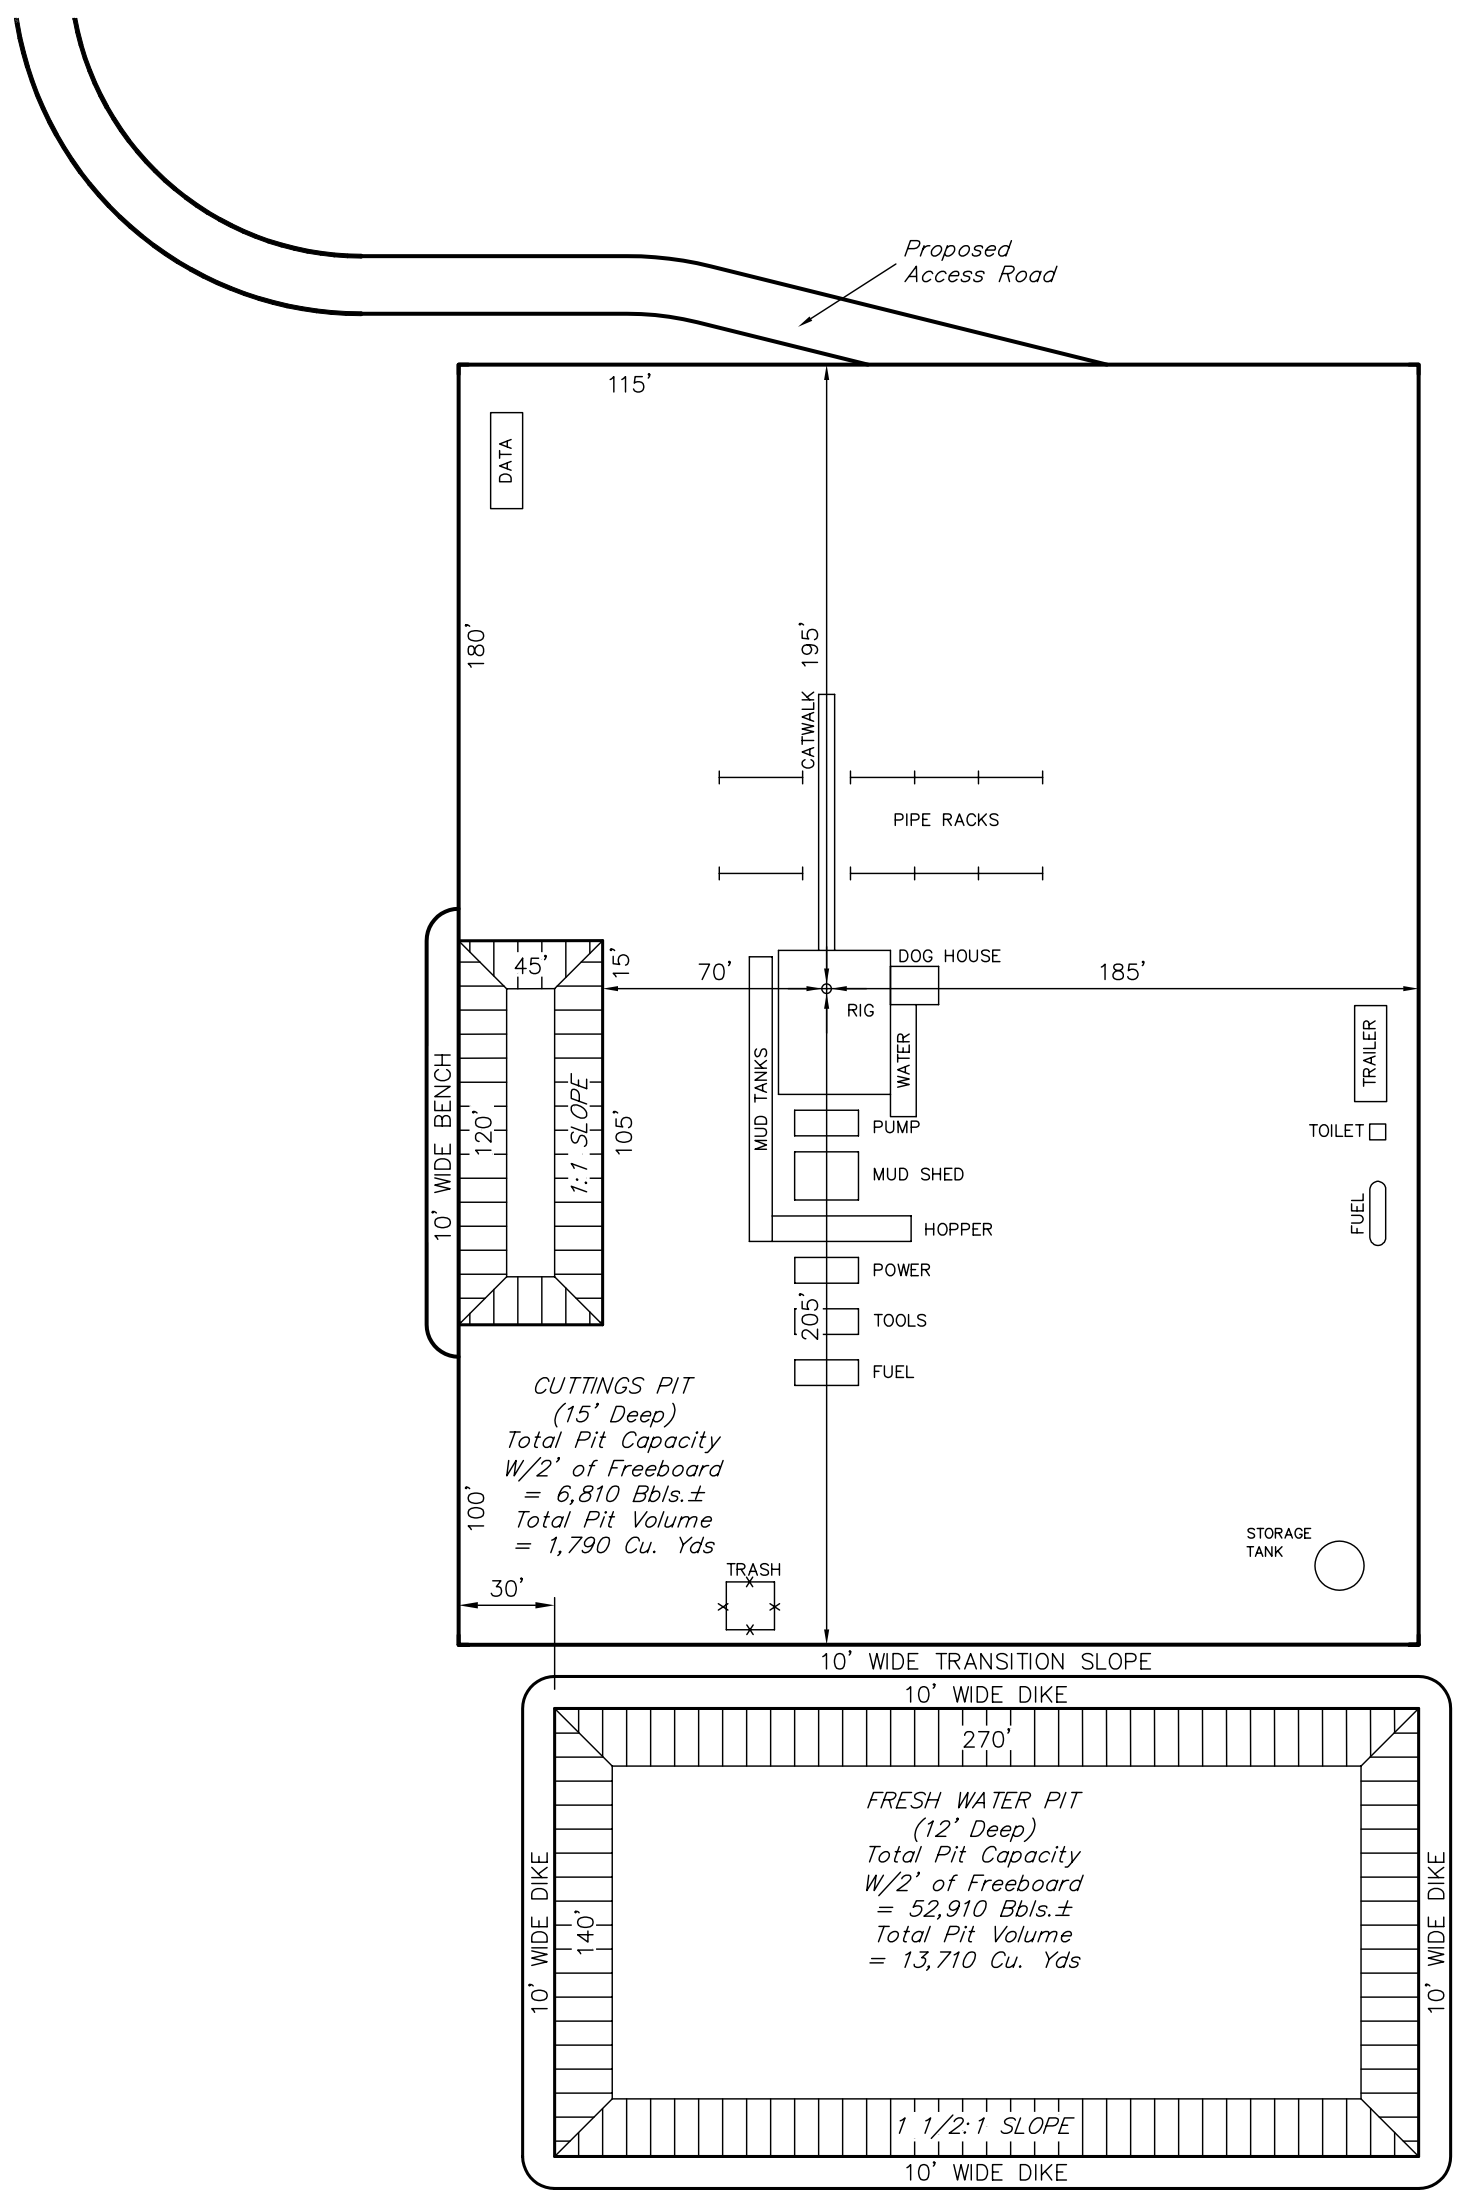 Proposed
Access Road
115'
DATA
180'
195'
CATWALK
PIPE RACKS
DOG HOUSE
45'
15'
70'
185'
RIG
10' WIDE BENCH
120'
1:1 SLOPE
105'
MUD TANKS
WATER
TRAILER
PUMP
TOILET
MUD SHED
FUEL
HOPPER
POWER
205'
TOOLS
FUEL
CUTTINGS PIT
(15' Deep)
Total Pit Capacity
W/2' of Freeboard
= 6,810 Bbls.±
Total Pit Volume
= 1,790 Cu. Yds
100'
STORAGE
TANK
TRASH
30'
10' WIDE TRANSITION SLOPE
10' WIDE DIKE
270'
FRESH WATER PIT
(12' Deep)
Total Pit Capacity
W/2' of Freeboard
= 52,910 Bbls.±
Total Pit Volume
= 13,710 Cu. Yds
10' WIDE DIKE
140'
10' WIDE DIKE
1 1/2:1 SLOPE
10' WIDE DIKE